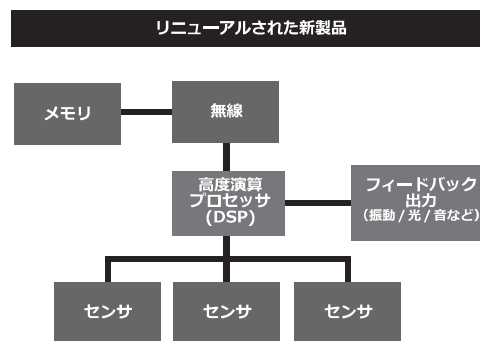 リニューアルされた新製品
メモリ
無線
高度演算
プロセッサ
(DSP)
フィードバック
出力
(振動/光/音など)
センサ
センサ
センサ